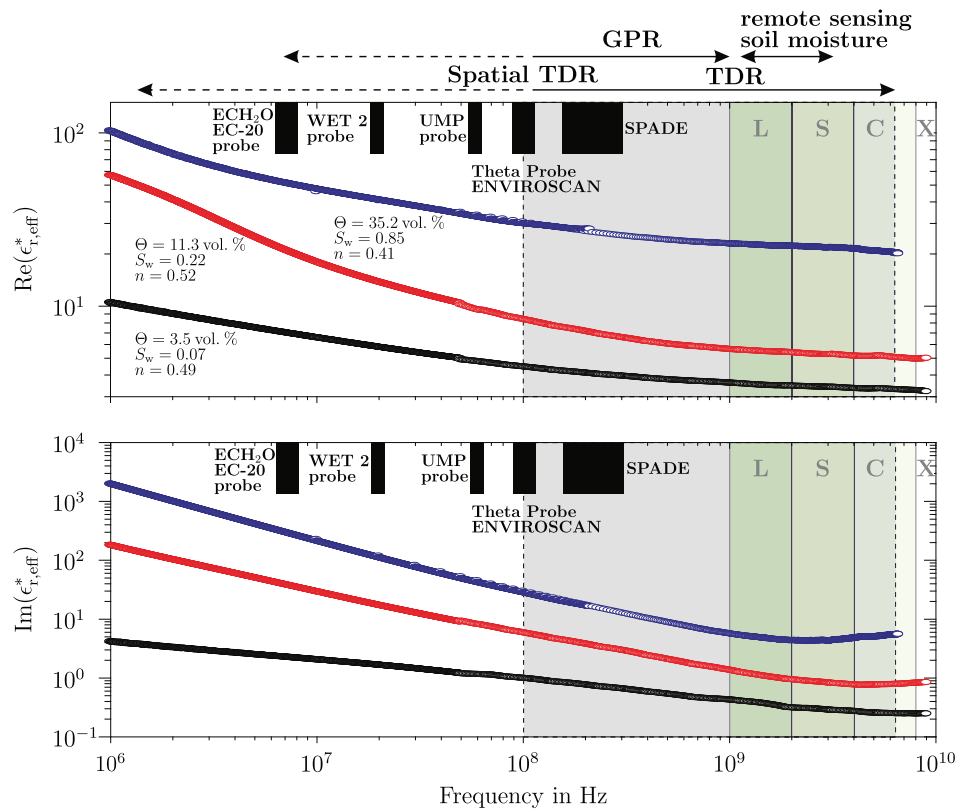 remote sensing
soil moisture
GPR
Spatial TDR
TDR
ECH₂O
EC-20
probe
WET 2
probe
UMP
probe
SPADE
Theta Probe
ENVIROSCAN
L S C X
10²
10¹
Re(ϵ*r,eff)
Θ = 11.3 vol. %
Sw = 0.22
n = 0.52
Θ = 35.2 vol. %
Sw = 0.85
n = 0.41
Θ = 3.5 vol. %
Sw = 0.07
n = 0.49
ECH₂O
EC-20
probe
WET 2
probe
UMP
probe
SPADE
Theta Probe
ENVIROSCAN
L S C X
10⁴
10³
10²
10¹
10⁰
10⁻¹
Im(ϵ*r,eff)
10⁶ 10⁷ 10⁸ 10⁹ 10¹⁰
Frequency in Hz